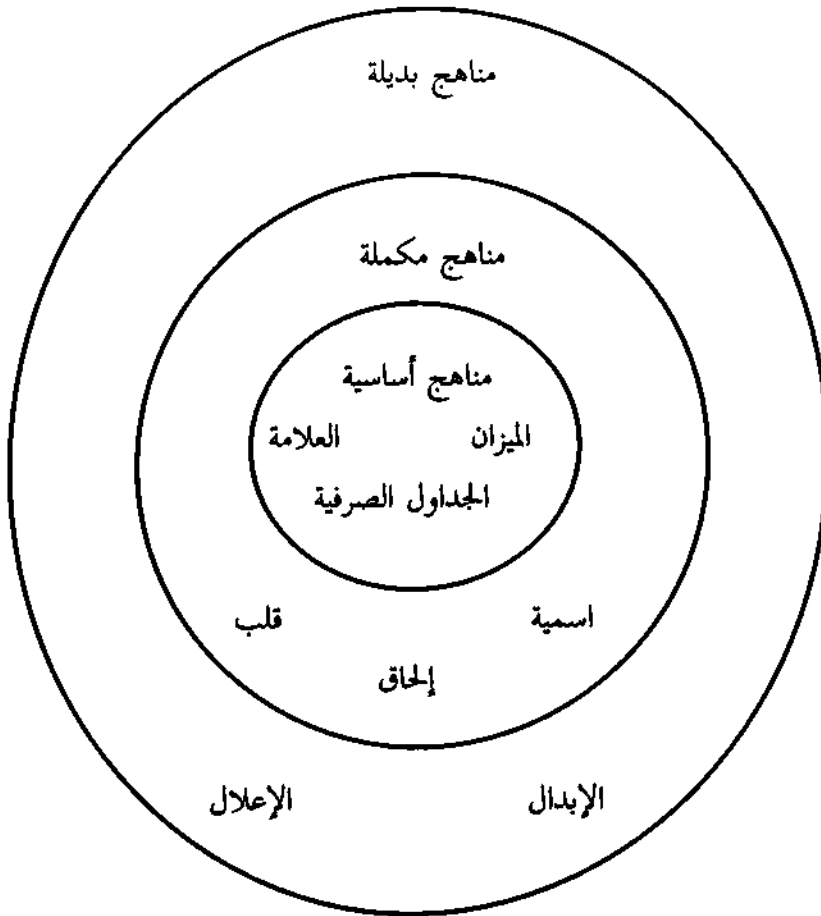 مناهج بديلة
مناهج مكملة
مناهج أساسية
الميزان العلامة
الجداول الصرفية
اسمية قلب
إلحاق
الإبدال الإعلال